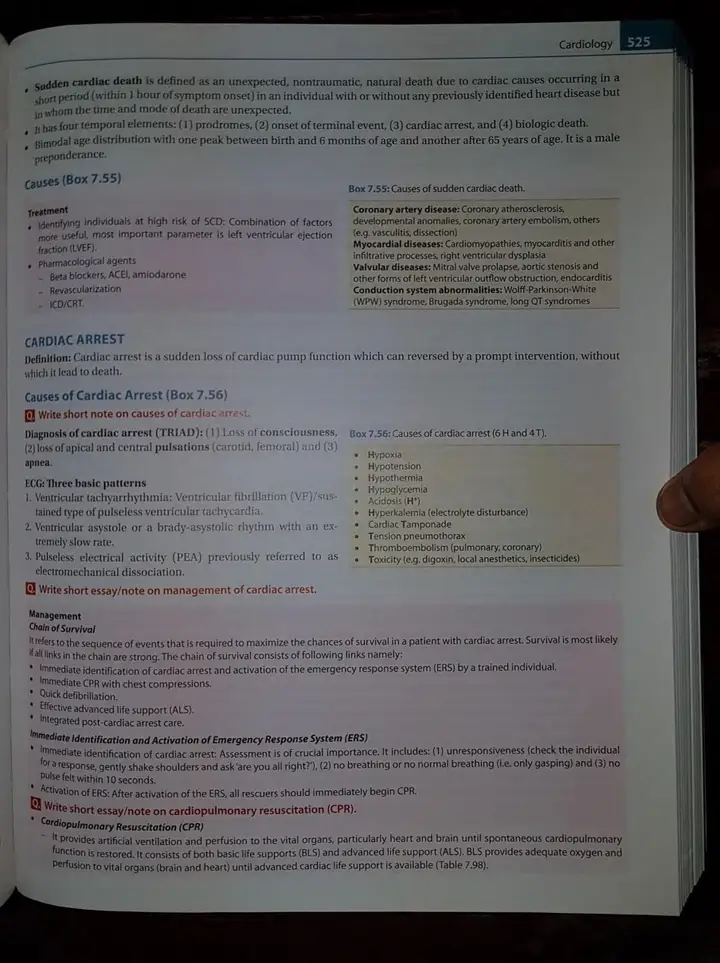 Cardiology 525
• Sudden cardiac death is defined as an unexpected, nontraumatic, natural death due to cardiac causes occurring in a
short period (within 1 hour of symptom onset) in an individual with or without any previously identified heart disease but
in whom the time and mode of death are unexpected.
• It has four temporal elements: (1) prodromes, (2) onset of terminal event, (3) cardiac arrest, and (4) biologic death.
• Bimodal age distribution with one peak between birth and 6 months of age and another after 65 years of age. It is a male
preponderance.
Causes (Box 7.55)
Treatment
• Identifying individuals at high risk of SCD: Combination of factors
more useful, most important parameter is left ventricular ejection
fraction (LVEF).
• Pharmacological agents
– Beta blockers, ACEI, amiodarone
– Revascularization
– ICD/CRT.
Box 7.55: Causes of sudden cardiac death.
Coronary artery disease: Coronary atherosclerosis,
developmental anomalies, coronary artery embolism, others
(e.g. vasculitis, dissection)
Myocardial diseases: Cardiomyopathies, myocarditis and other
infiltrative processes, right ventricular dysplasia
Valvular diseases: Mitral valve prolapse, aortic stenosis and
other forms of left ventricular outflow obstruction, endocarditis
Conduction system abnormalities: Wolff-Parkinson-White
(WPW) syndrome, Brugada syndrome, long QT syndromes
CARDIAC ARREST
Definition: Cardiac arrest is a sudden loss of cardiac pump function which can reversed by a prompt intervention, without
which it lead to death.
Causes of Cardiac Arrest (Box 7.56)
Q. Write short note on causes of cardiac arrest.
Diagnosis of cardiac arrest (TRIAD): (1) Loss of consciousness,
(2) loss of apical and central pulsations (carotid, femoral) and (3)
apnea.
ECG: Three basic patterns
1. Ventricular tachyarrhythmia: Ventricular fibrillation (VF)/sus-
tained type of pulseless ventricular tachycardia.
2. Ventricular asystole or a brady-asystolic rhythm with an ex-
tremely slow rate.
3. Pulseless electrical activity (PEA) previously referred to as
electromechanical dissociation.
Box 7.56: Causes of cardiac arrest (6 H and 4 T).
• Hypoxia
• Hypotension
• Hypothermia
• Hypoglycemia
• Acidosis (H⁺)
• Hyperkalemia (electrolyte disturbance)
• Cardiac Tamponade
• Tension pneumothorax
• Thromboembolism (pulmonary, coronary)
• Toxicity (e.g. digoxin, local anesthetics, insecticides)
Q. Write short essay/note on management of cardiac arrest.
Management
Chain of Survival
It refers to the sequence of events that is required to maximize the chances of survival in a patient with cardiac arrest. Survival is most likely
if all links in the chain are strong. The chain of survival consists of following links namely:
• Immediate identification of cardiac arrest and activation of the emergency response system (ERS) by a trained individual.
• Immediate CPR with chest compressions.
• Quick defibrillation.
• Effective advanced life support (ALS).
• Integrated post-cardiac arrest care.
Immediate Identification and Activation of Emergency Response System (ERS)
• Immediate identification of cardiac arrest: Assessment is of crucial importance. It includes: (1) unresponsiveness (check the individual
for a response, gently shake shoulders and ask 'are you all right?'), (2) no breathing or no normal breathing (i.e. only gasping) and (3) no
pulse felt within 10 seconds.
• Activation of ERS: After activation of the ERS, all rescuers should immediately begin CPR.
Q. Write short essay/note on cardiopulmonary resuscitation (CPR).
• Cardiopulmonary Resuscitation (CPR)
– It provides artificial ventilation and perfusion to the vital organs, particularly heart and brain until spontaneous cardiopulmonary
function is restored. It consists of both basic life supports (BLS) and advanced life support (ALS). BLS provides adequate oxygen and
perfusion to vital organs (brain and heart) until advanced cardiac life support is available (Table 7.98).